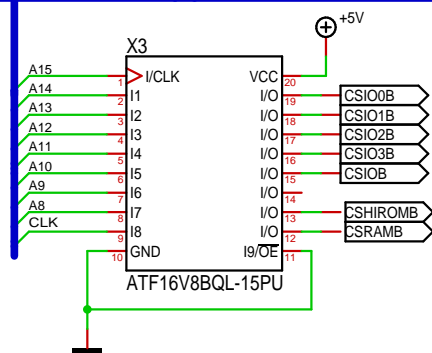 +5V
X3
A15 1 I/CLK VCC 20
A14 2 I1 I/O 19 CSIO0B
A13 3 I2 I/O 18 CSIO1B
A12 4 I3 I/O 17 CSIO2B
A11 5 I4 I/O 16 CSIO3B
A10 6 I5 I/O 15 CSIOB
A9 7 I6 I/O 14
A8 8 I7 I/O 13 CSHIROMB
CLK 9 I8 I/O 12 CSRAMB
10 GND I9/OE 11
ATF16V8BQL-15PU